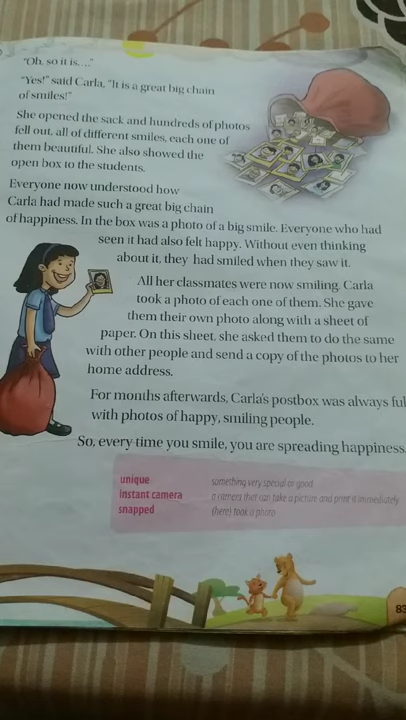 "Oh, so it is...."
"Yes!" said Carla, "It is a great big chain
of smiles!"
She opened the sack and hundreds of photos
fell out, all of different smiles, each one of
them beautiful. She also showed the
open box to the students.
Everyone now understood how
Carla had made such a great big chain
of happiness. In the box was a photo of a big smile. Everyone who had
seen it had also felt happy. Without even thinking
about it, they had smiled when they saw it.
All her classmates were now smiling. Carla
took a photo of each one of them. She gave
them their own photo along with a sheet of
paper. On this sheet, she asked them to do the same
with other people and send a copy of the photos to her
home address.
For months afterwards, Carla's postbox was always ful
with photos of happy, smiling people.
So, every time you smile, you are spreading happiness.
unique something very special or good
instant camera a camera that can take a picture and print it immediately
snapped (here) took a photo
83